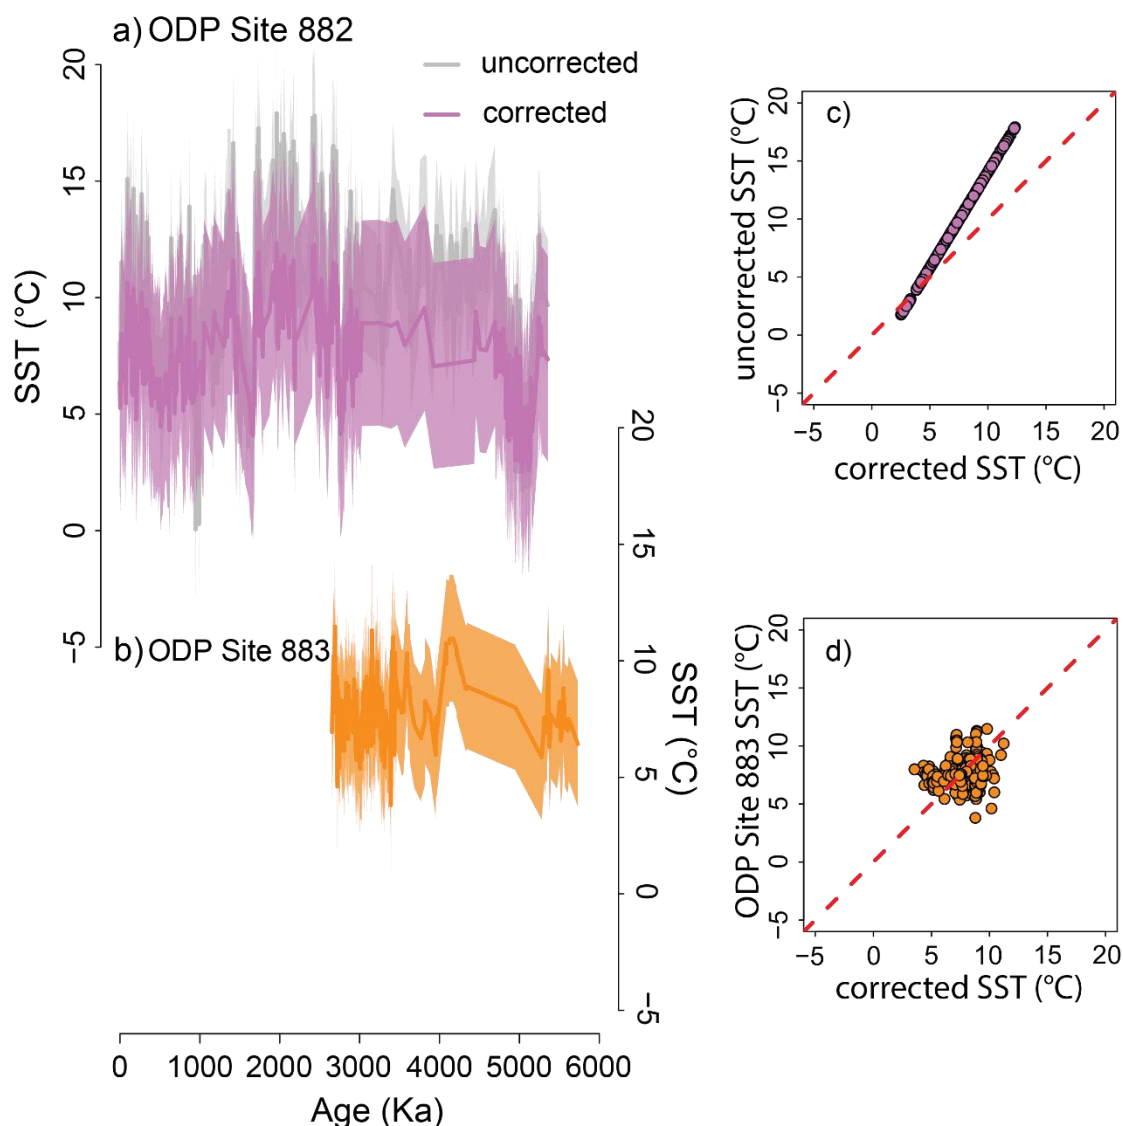 a) ODP Site 882
uncorrected
corrected
20
15
10
5
0
−5
SST (°C)
b) ODP Site 883
20
15
10
5
0
−5
SST (°C)
0 1000 2000 3000 4000 5000 6000
Age (Ka)
c)
20
15
10
5
0
−5
uncorrected SST (°C)
−5 0 5 10 15 20
corrected SST (°C)
d)
20
15
10
5
0
−5
ODP Site 883 SST (°C)
−5 0 5 10 15 20
corrected SST (°C)